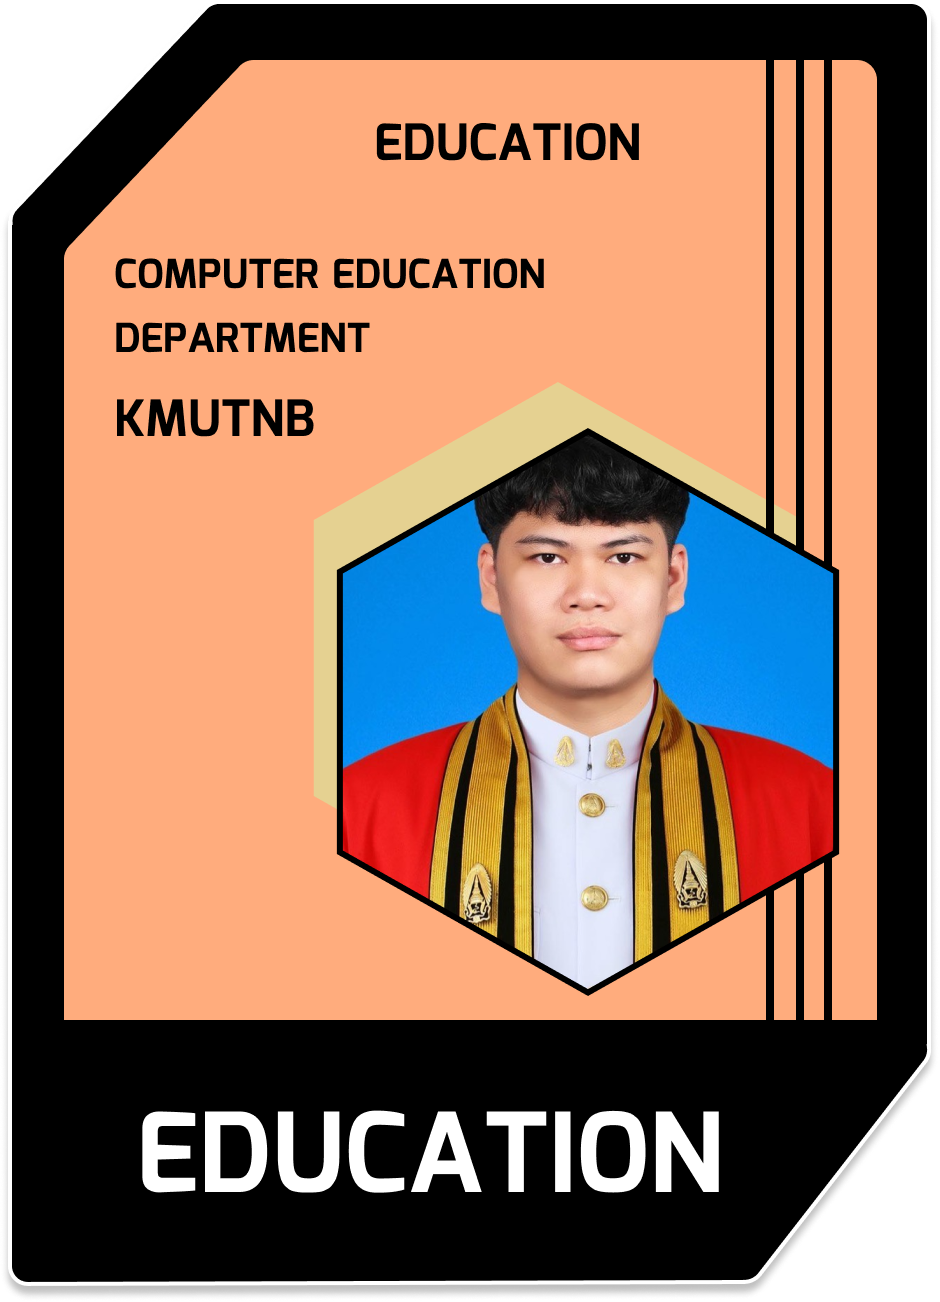 EDUCATION
COMPUTER EDUCATION
DEPARTMENT
KMUTNB
EDUCATION